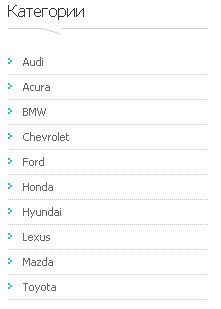 Категории
Audi
Acura
BMW
Chevrolet
Ford
Honda
Hyundai
Lexus
Mazda
Toyota